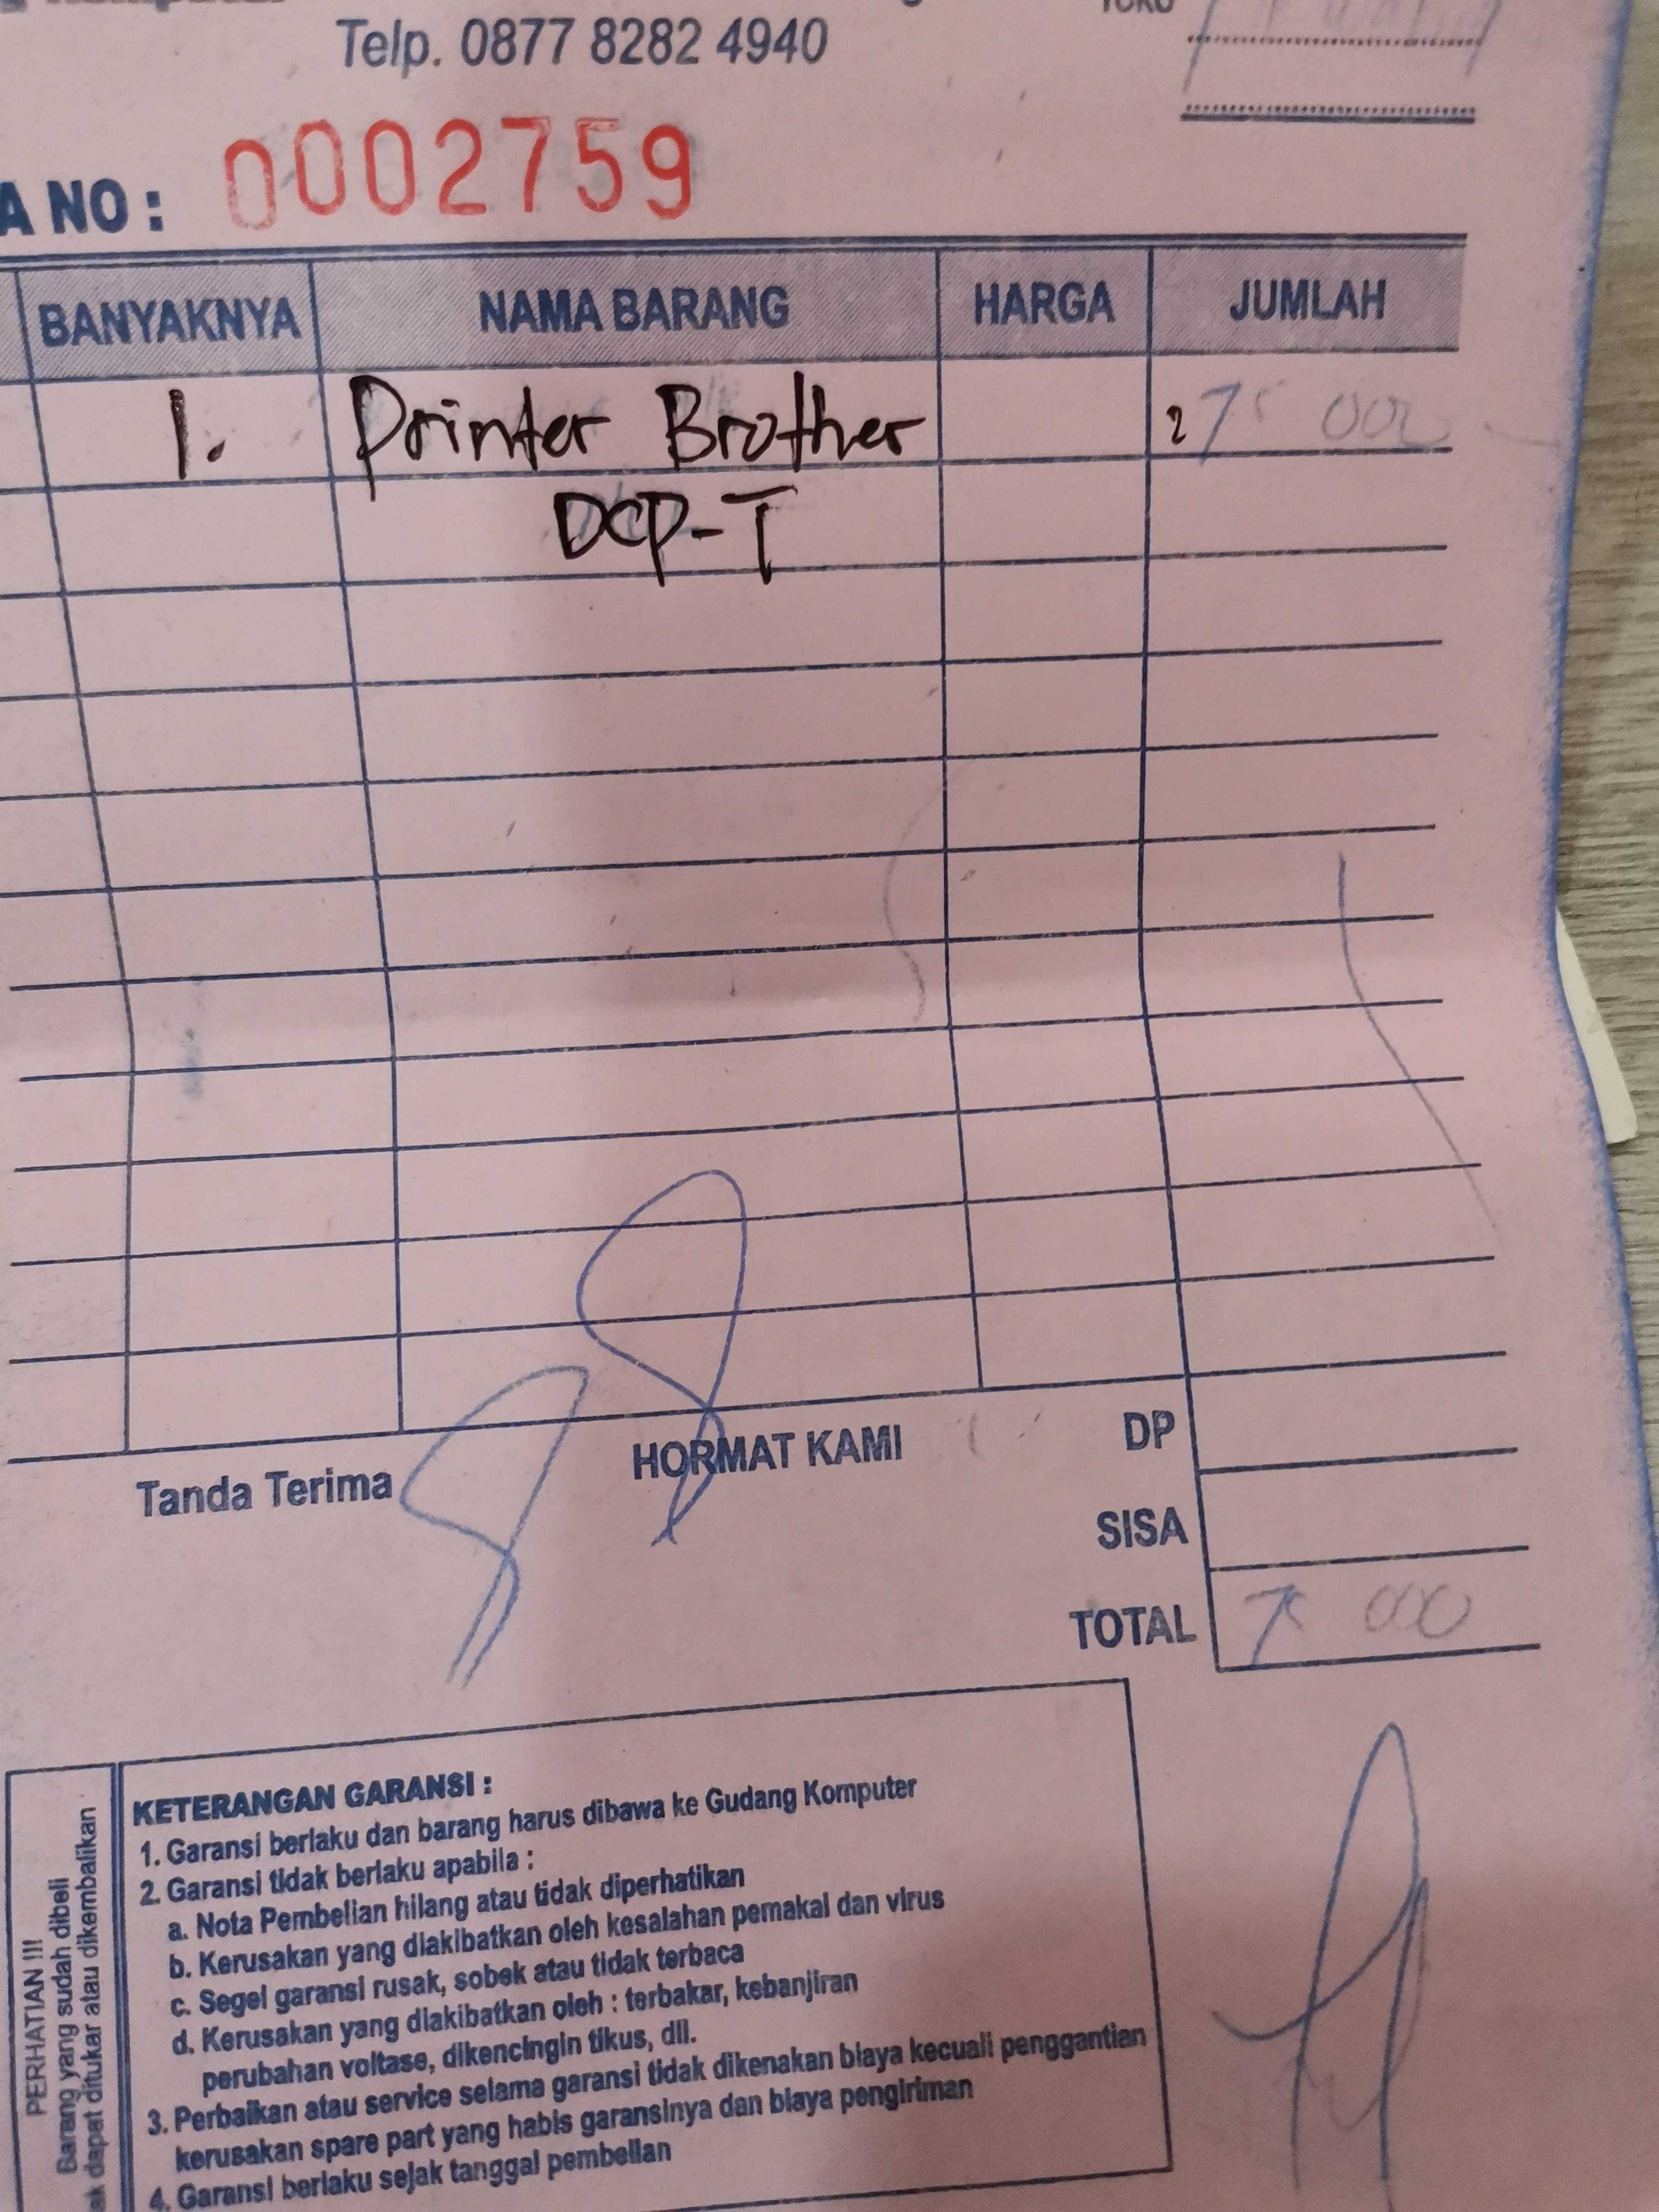 Telp. 0877 8282 4940
TOKO
A NO : 0002759
BANYAKNYA NAMA BARANG HARGA JUMLAH
1. Printer Brother
DCP-T
Tanda Terima HORMAT KAMI DP
SISA
TOTAL
KETERANGAN GARANSI :
1. Garansi berlaku dan barang harus dibawa ke Gudang Komputer
2. Garansi tidak berlaku apabila :
a. Nota Pembelian hilang atau tidak diperhatikan
b. Kerusakan yang diakibatkan oleh kesalahan pemakai dan virus
c. Segel garansi rusak, sobek atau tidak terbaca
d. Kerusakan yang diakibatkan oleh : terbakar, kebanjiran
perubahan voltase, dikencingin tikus, dll.
3. Perbaikan atau service selama garansi tidak dikenakan biaya kecuali penggantian
kerusakan spare part yang habis garansinya dan biaya pengiriman
4. Garansi berlaku sejak tanggal pembelian
PERHATIAN !!!
Barang yang sudah dibeli
dapat ditukar atau dikembalikan